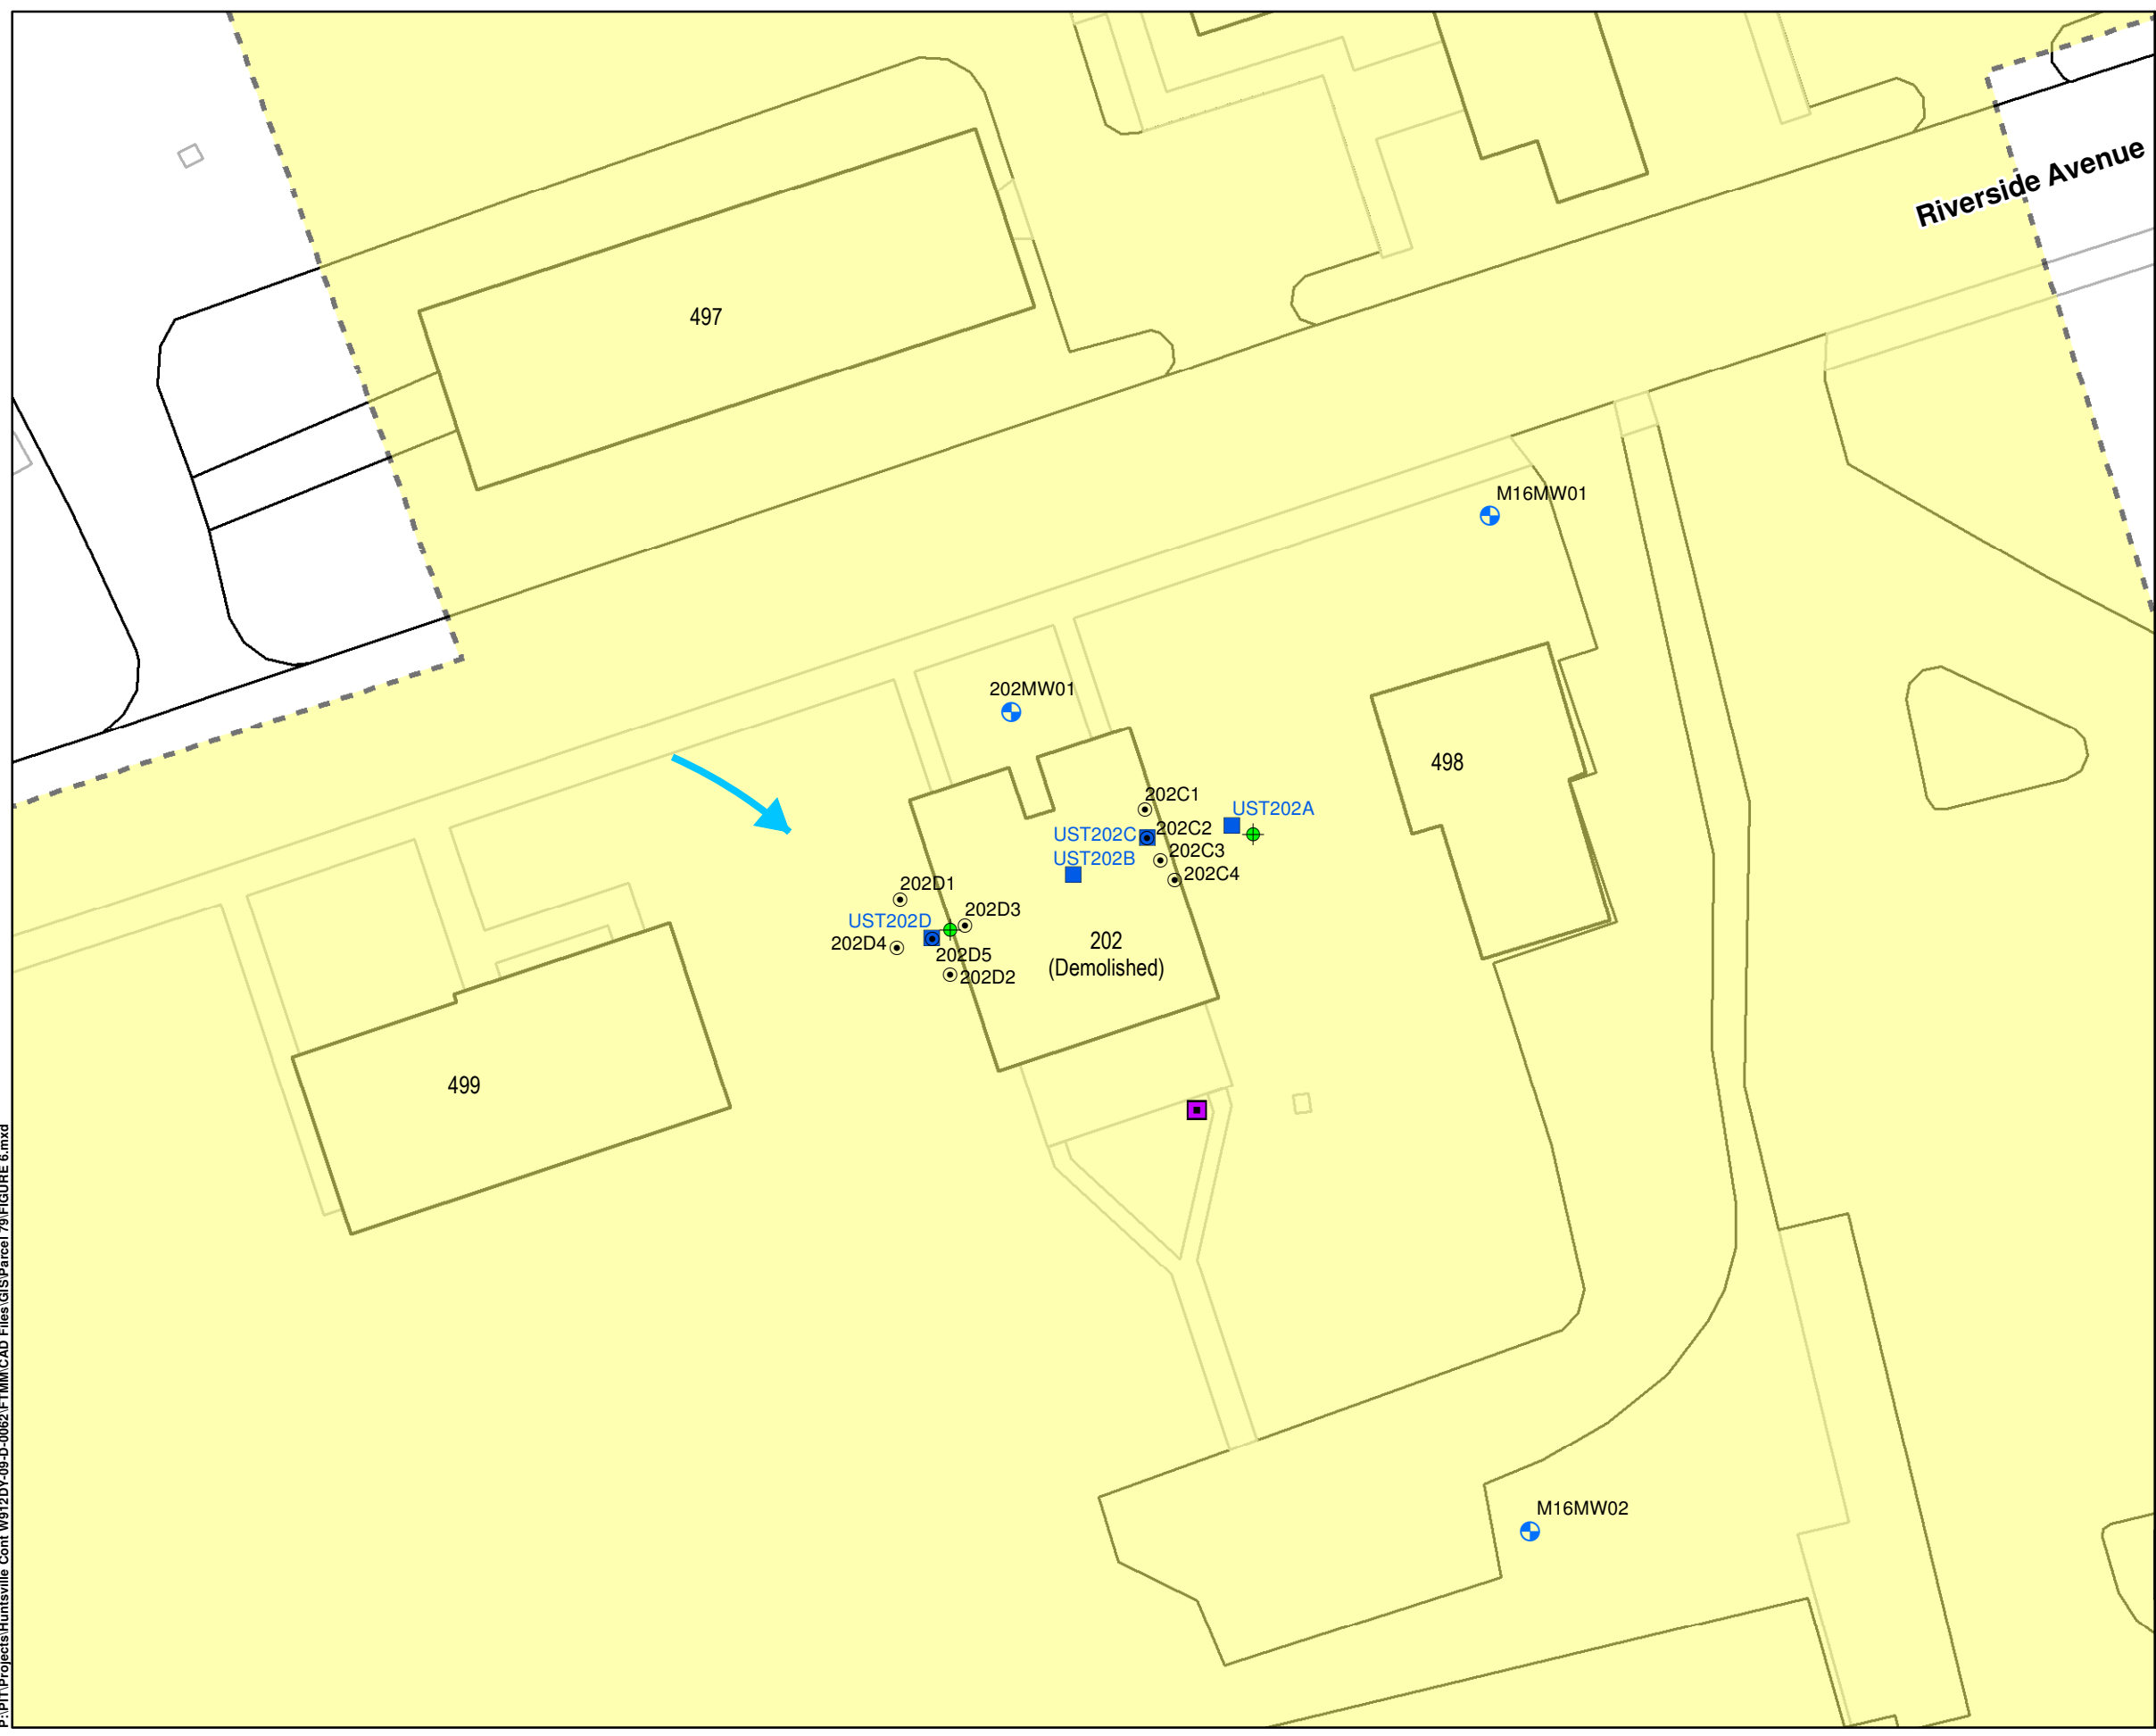 Riverside Avenue
497
M16MW01
202MW01
498
202C1
UST202A
UST202C
202C2
UST202B
202C3
202C4
202D1
202D3
UST202D
202D4
202D5
202D2
202
(Demolished)
499
M16MW02
P:\PIT\Projects\Huntsville Cont W912DY-09-D-0062\FTMM\CAD Files\GIS\Parcel 79\FIGURE 6.mxd